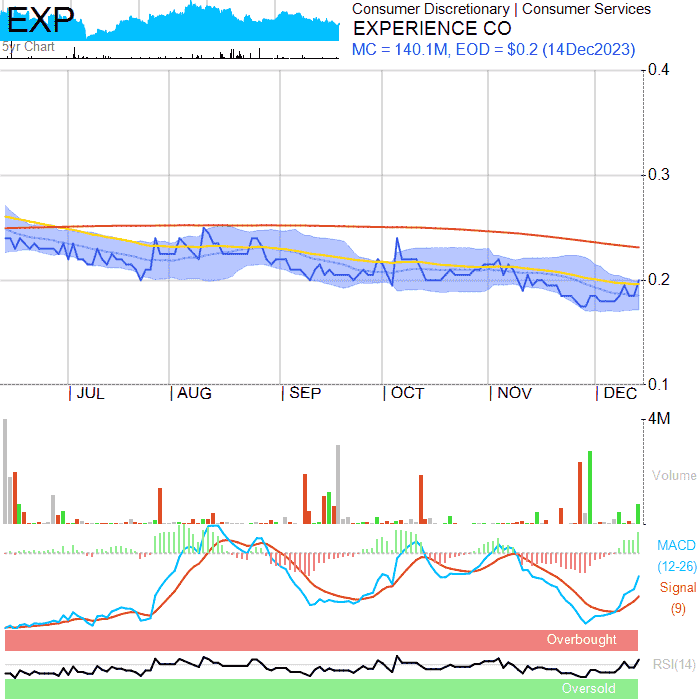 EXP
5yr Chart
Consumer Discretionary | Consumer Services
EXPERIENCE CO
MC = 140.1M, EOD = $0.2 (14Dec2023)
0.4
0.3
0.2
0.1
JUL
AUG
SEP
OCT
NOV
DEC
4M
Volume
MACD
(12-26)
Signal
(9)
Overbought
RSI(14)
Oversold